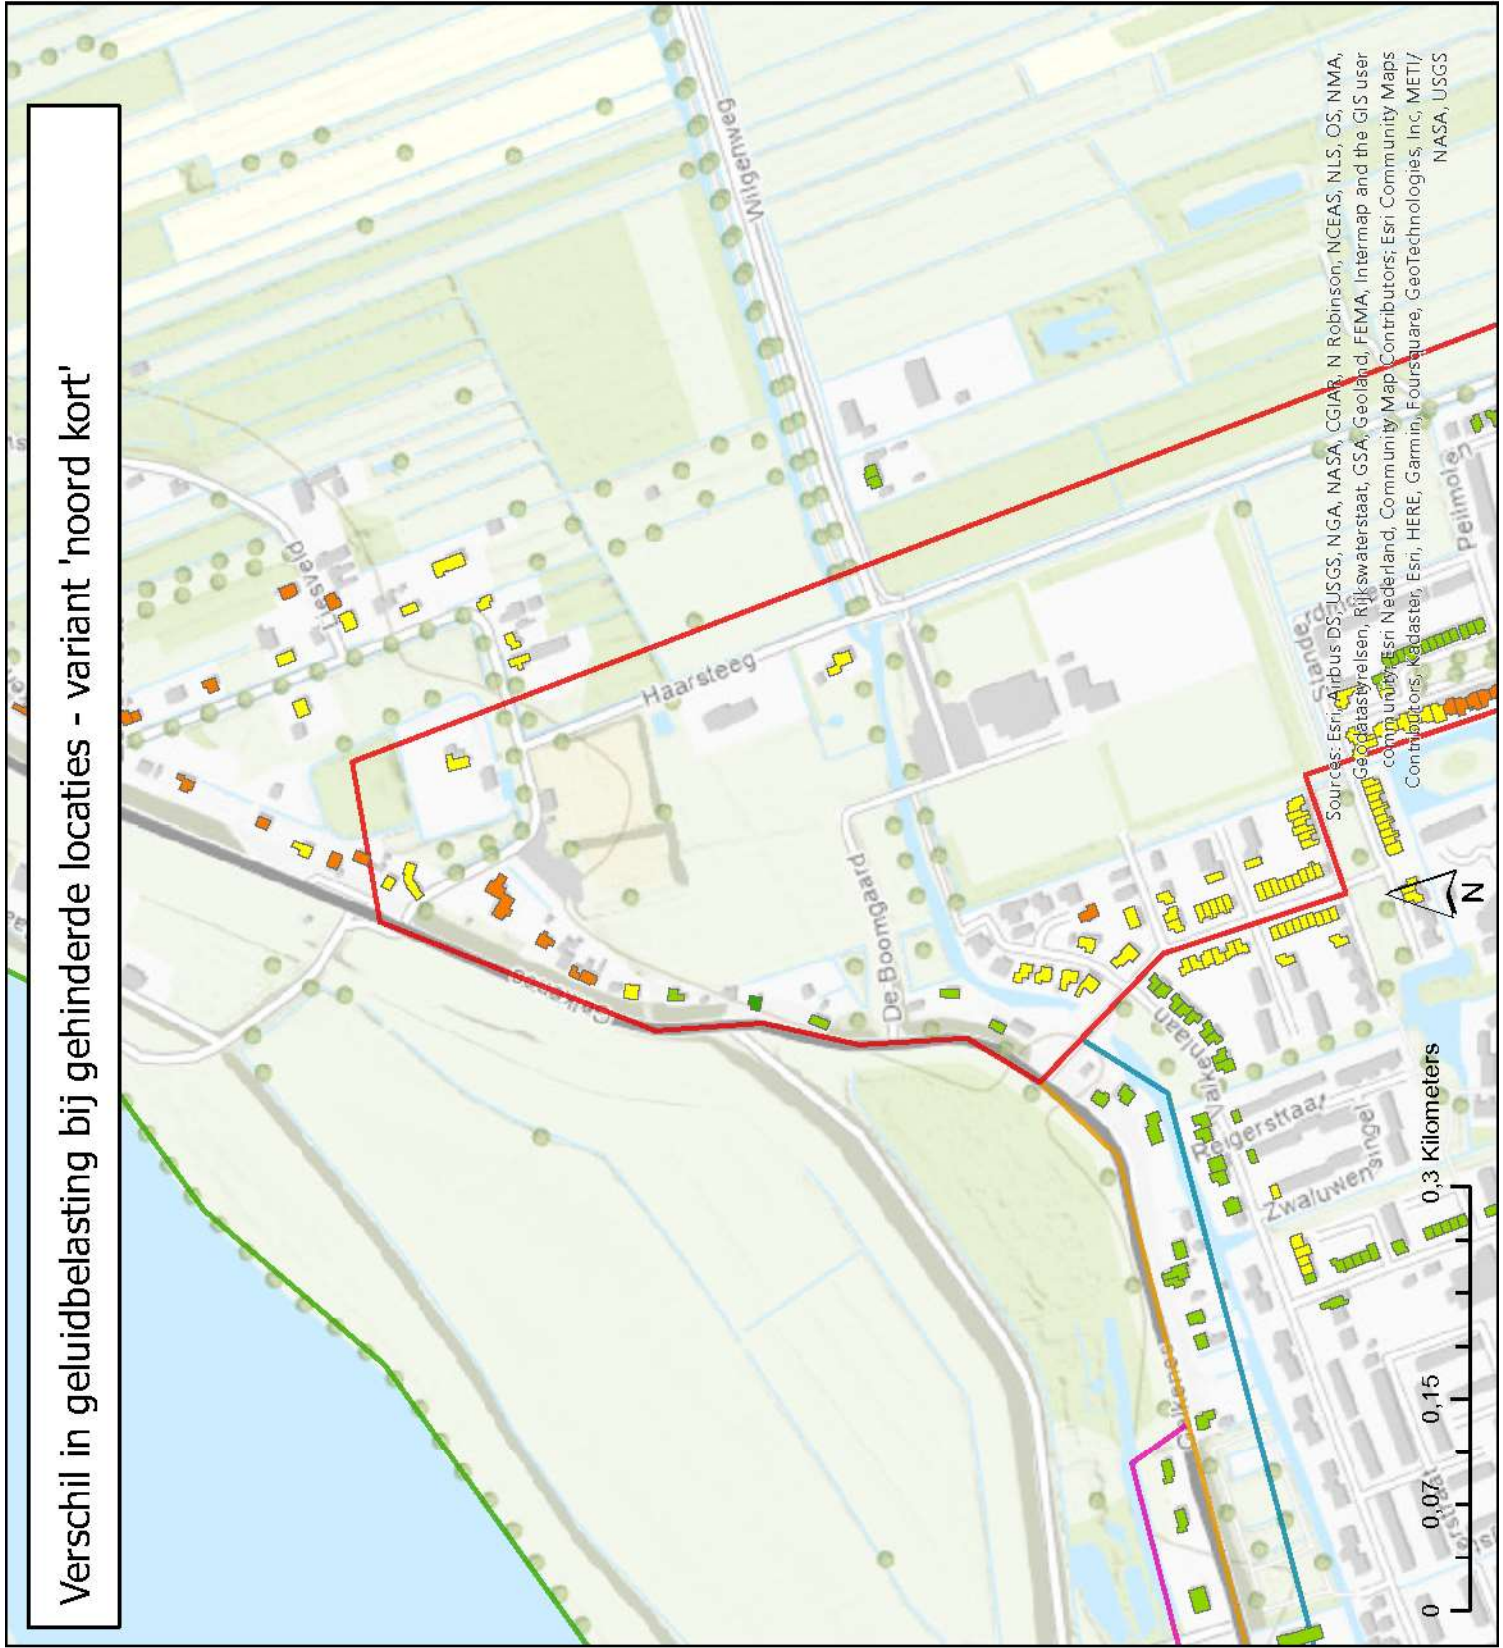 Verschil in geluidbelasting bij gehinderde locaties - variant 'noord kort'
Wilgenweg
Liesveld
Haarsteeg
De Boomgaard
Valkenlaan
Reigerstraat
Zwaluwen-
singel
Pellmolen
Sources: Esri, Airbus DS, USGS, NGA, NASA, CGIAR, N Robinson, NCEAS, NLS, OS, NMA,
Geodatastyrelsen, Rijkswaterstaat, GSA, Geoland, FEMA, Intermap and the GIS user
community, Esri Nederland, Community Map Contributors; Esri Community Maps
Contributors, Kadaster, Esri, HERE, Garmin, Foursquare, GeoTechnologies, Inc, METI/
NASA, USGS
N
0 0,07 0,15 0,3 Kilometers